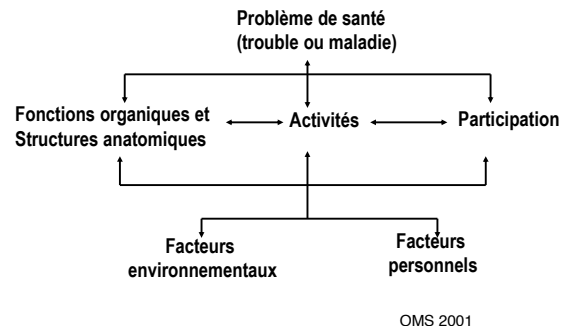 Problème de santé
(trouble ou maladie)
Fonctions organiques et
Structures anatomiques
Activités
Participation
Facteurs
environnementaux
Facteurs
personnels
OMS 2001